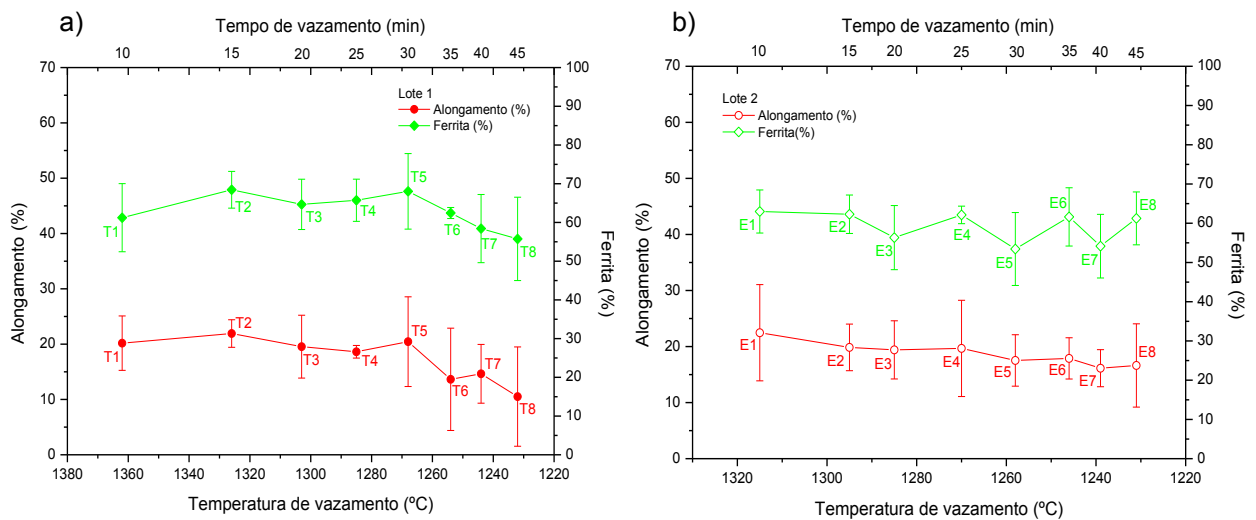 a)
Tempo de vazamento (min)
10 15 20 25 30 35 40 45
70 60 50 40 30 20 10 0
Alongamento (%)
100 90 80 70 60 50 40 30 20 10 0
Ferrita (%)
Lote 1
Alongamento (%)
Ferrita (%)
T1 T2 T3 T4 T5 T6 T7 T8
T1 T2 T3 T4 T5 T6 T7 T8
1380 1360 1340 1320 1300 1280 1260 1240 1220
Temperatura de vazamento (ºC)
b)
Tempo de vazamento (min)
10 15 20 25 30 35 40 45
70 60 50 40 30 20 10 0
Alongamento (%)
100 90 80 70 60 50 40 30 20 10 0
Ferrita (%)
Lote 2
Alongamento (%)
Ferrita(%)
E1 E2 E3 E4 E5 E6 E7 E8
E1 E2 E3 E4 E5 E6 E7 E8
1320 1300 1280 1260 1240 1220
Temperatura de vazamento (ºC)